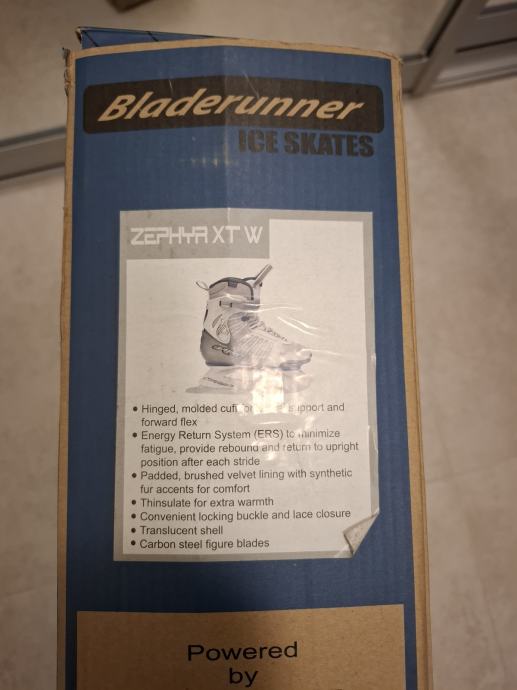 Bladerunner
ICE SKATES
ZEPHYR XT W
• Hinged, molded cuff support and
forward flex
• Energy Return System (ERS) to minimize
fatigue, provide rebound and return to upright
position after each stride
• Padded, brushed velvet lining with synthetic
fur accents for comfort
• Thinsulate for extra warmth
• Convenient locking buckle and lace closure
• Translucent shell
• Carbon steel figure blades
Powered
by